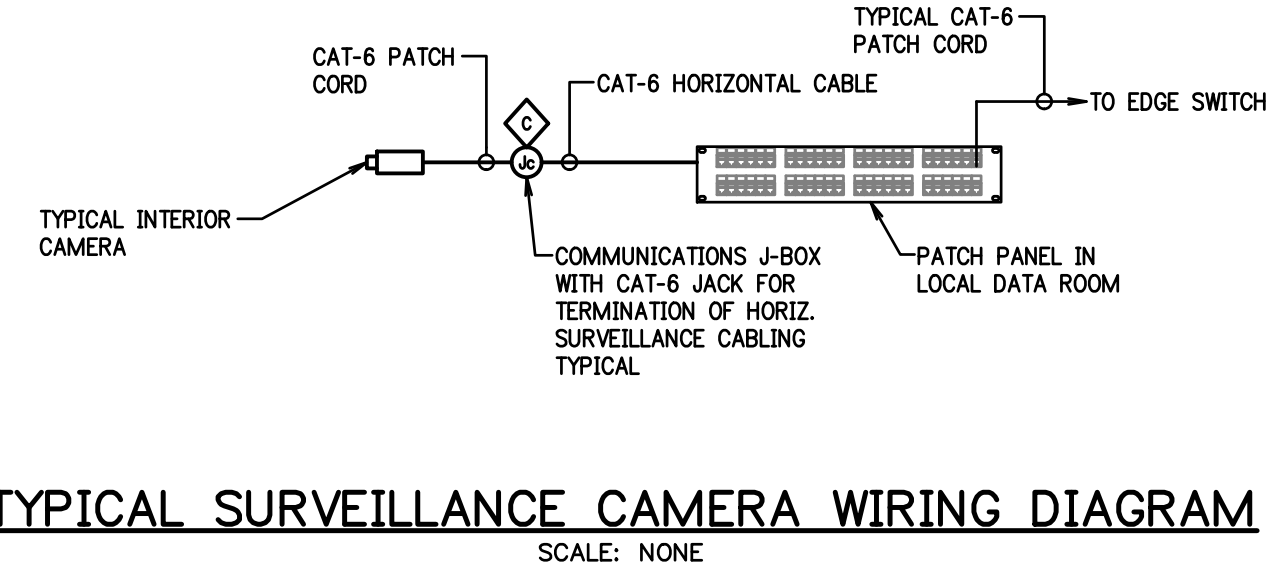 TYPICAL CAT-6
PATCH CORD
CAT-6 PATCH
CORD
CAT-6 HORIZONTAL CABLE
TO EDGE SWITCH
C
Jc
TYPICAL INTERIOR
CAMERA
COMMUNICATIONS J-BOX
WITH CAT-6 JACK FOR
TERMINATION OF HORIZ.
SURVEILLANCE CABLING
TYPICAL
PATCH PANEL IN
LOCAL DATA ROOM
TYPICAL SURVEILLANCE CAMERA WIRING DIAGRAM
SCALE: NONE